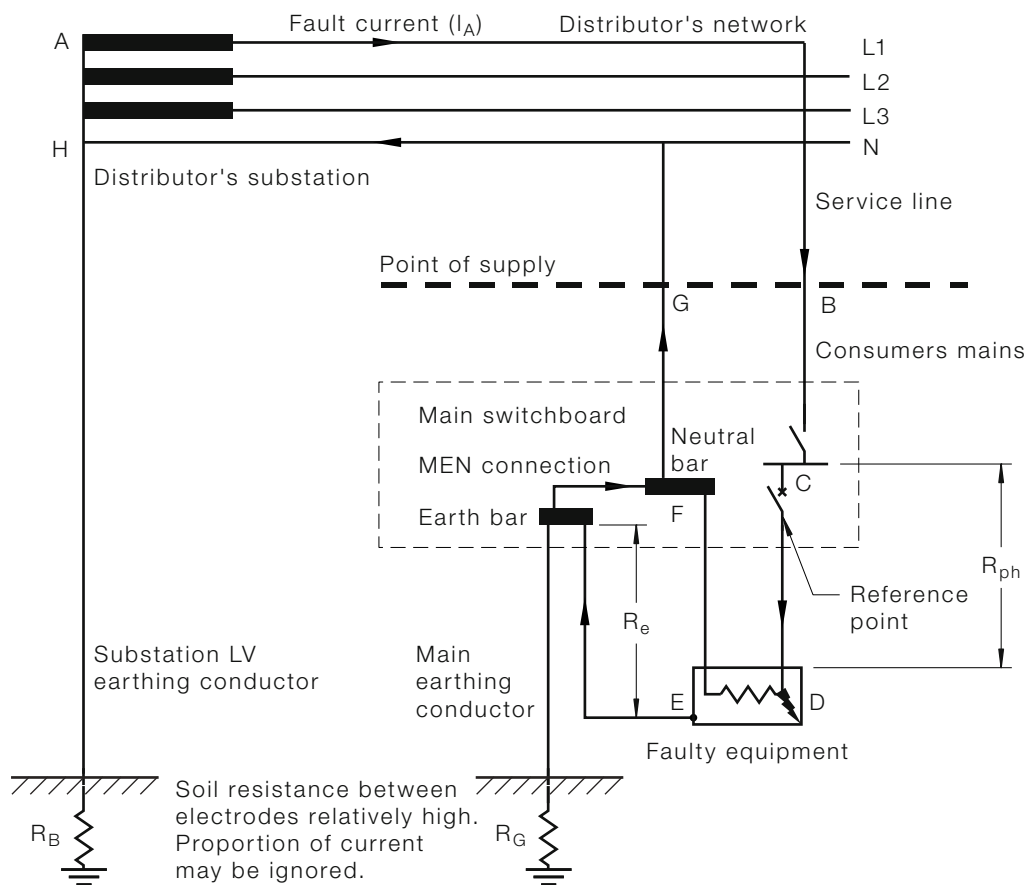 A
Fault current (IA)
Distributor's network
L1
L2
L3
H
N
Distributor's substation
Service line
Point of supply
G
B
Consumers mains
Main switchboard
Neutral
bar
MEN connection
C
Earth bar
F
Rph
Reference
point
Re
Substation LV
earthing conductor
Main
earthing
conductor
E
D
Faulty equipment
Soil resistance between
electrodes relatively high.
Proportion of current
may be ignored.
RB
RG